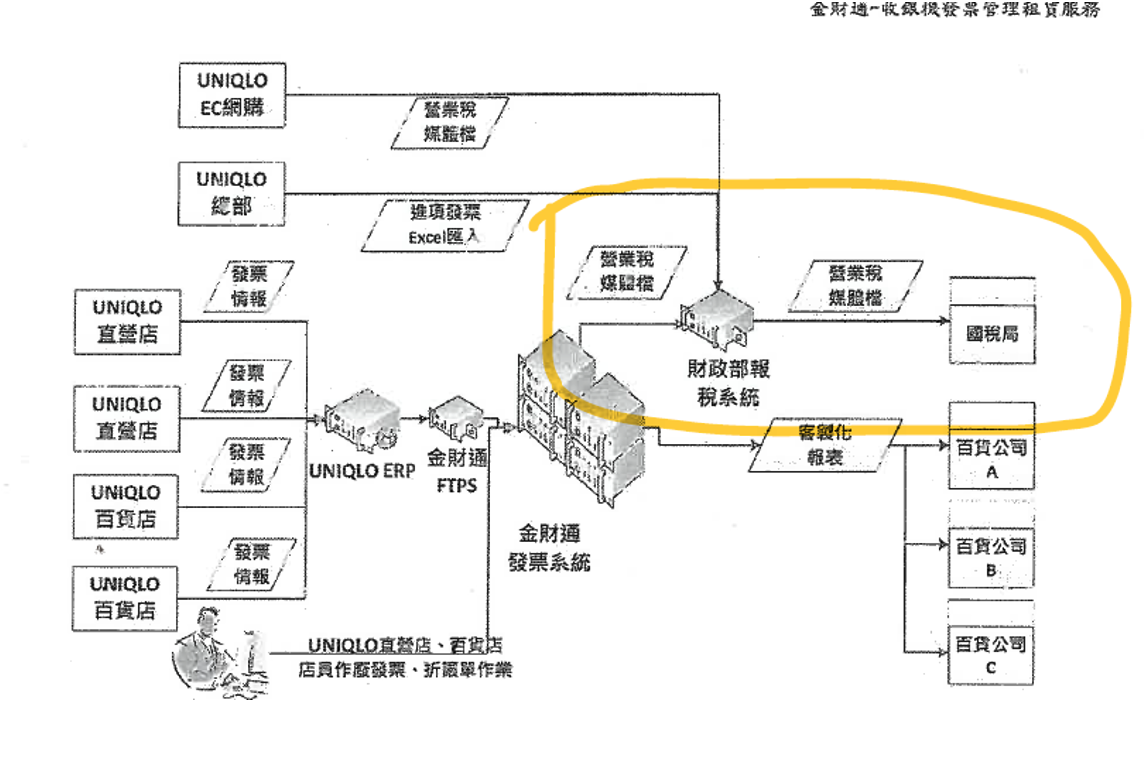 金財通-收銀機發票管理租賃服務
UNIQLO
EC網購
營業稅
媒體檔
UNIQLO
總部
進項發票
Excel匯入
營業稅
媒體檔
營業稅
媒體檔
國稅局
財政部報
稅系統
發票
情報
UNIQLO
直營店
發票
情報
UNIQLO
直營店
發票
情報
UNIQLO
百貨店
發票
情報
UNIQLO
百貨店
UNIQLO ERP
金財通
FTPS
金財通
發票系統
客製化
報表
百貨公司
A
百貨公司
B
百貨公司
C
UNIQLO直營店、百貨店
店員作廢發票、折讓單作業